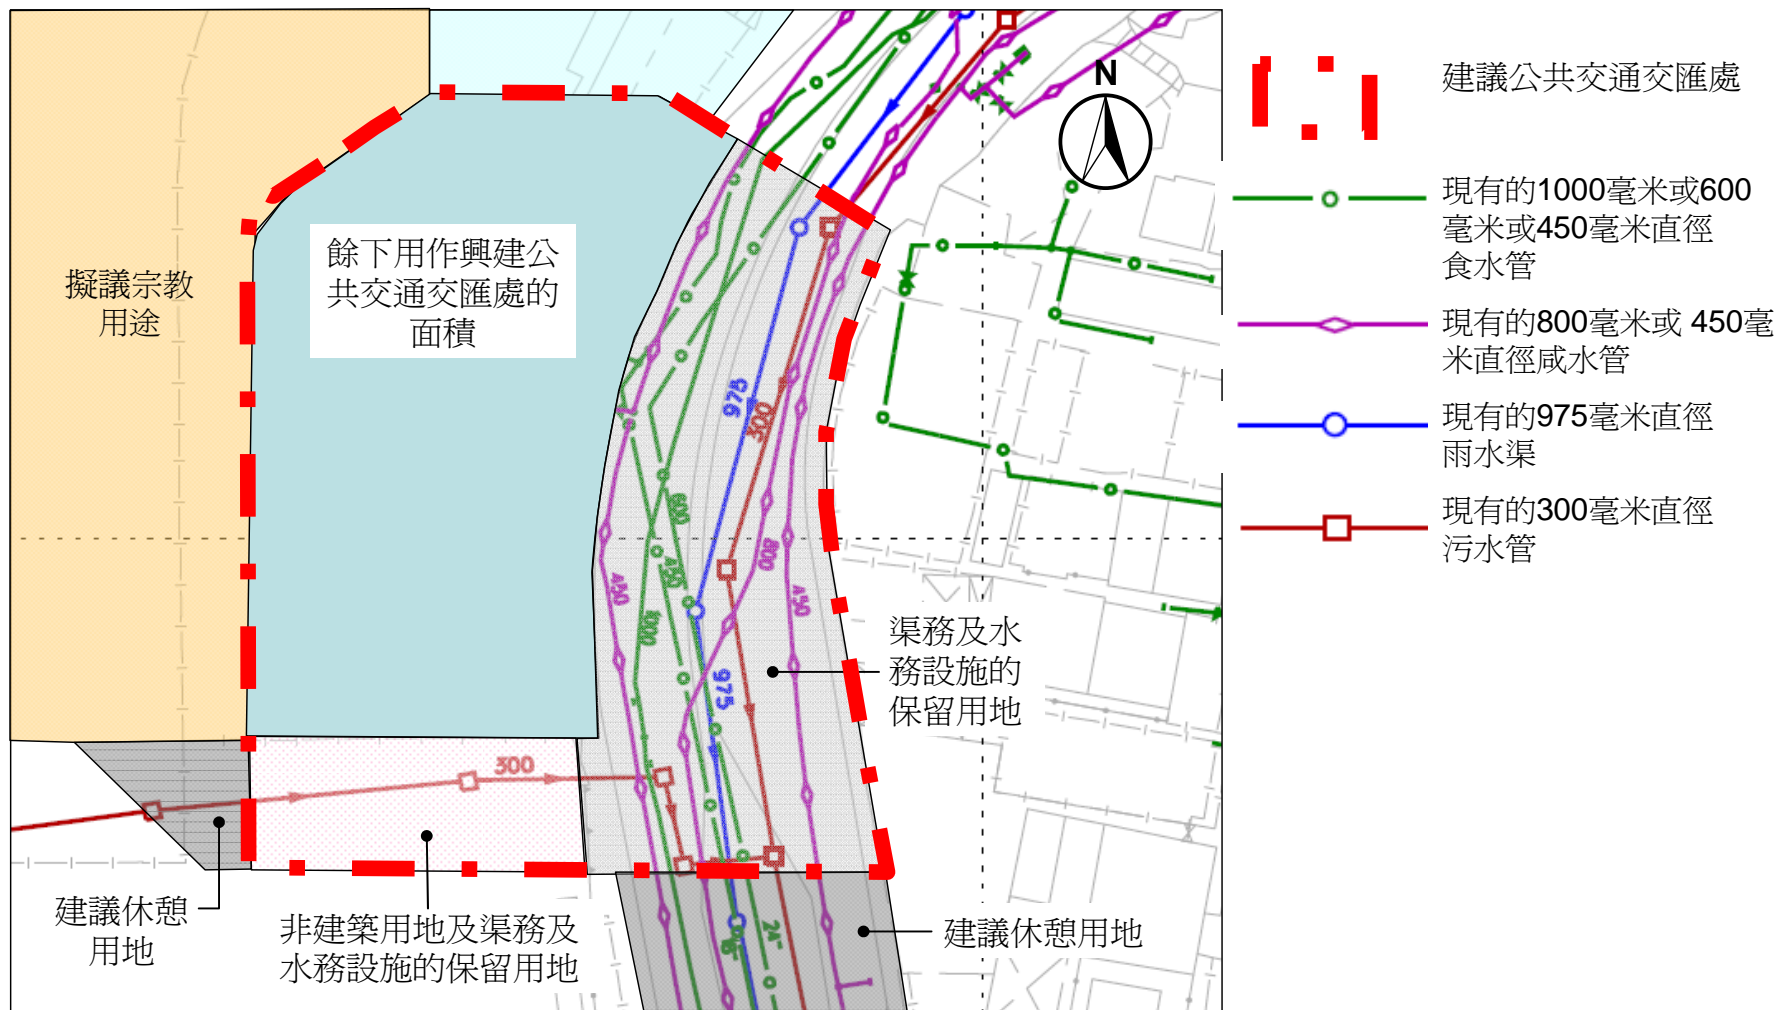 N
擬議宗教
用途
餘下用作興建公
共交通交匯處的
面積
975
300
600
A50
800
A50
A50
1000
975
300
渠務及水
務設施的
保留用地
建議休憩
用地
非建築用地及渠務及
水務設施的保留用地
24"
建議休憩用地
建議公共交通交匯處
現有的1000毫米或600
毫米或450毫米直徑
食水管
現有的800毫米或 450毫
米直徑咸水管
現有的975毫米直徑
雨水渠
現有的300毫米直徑
污水管